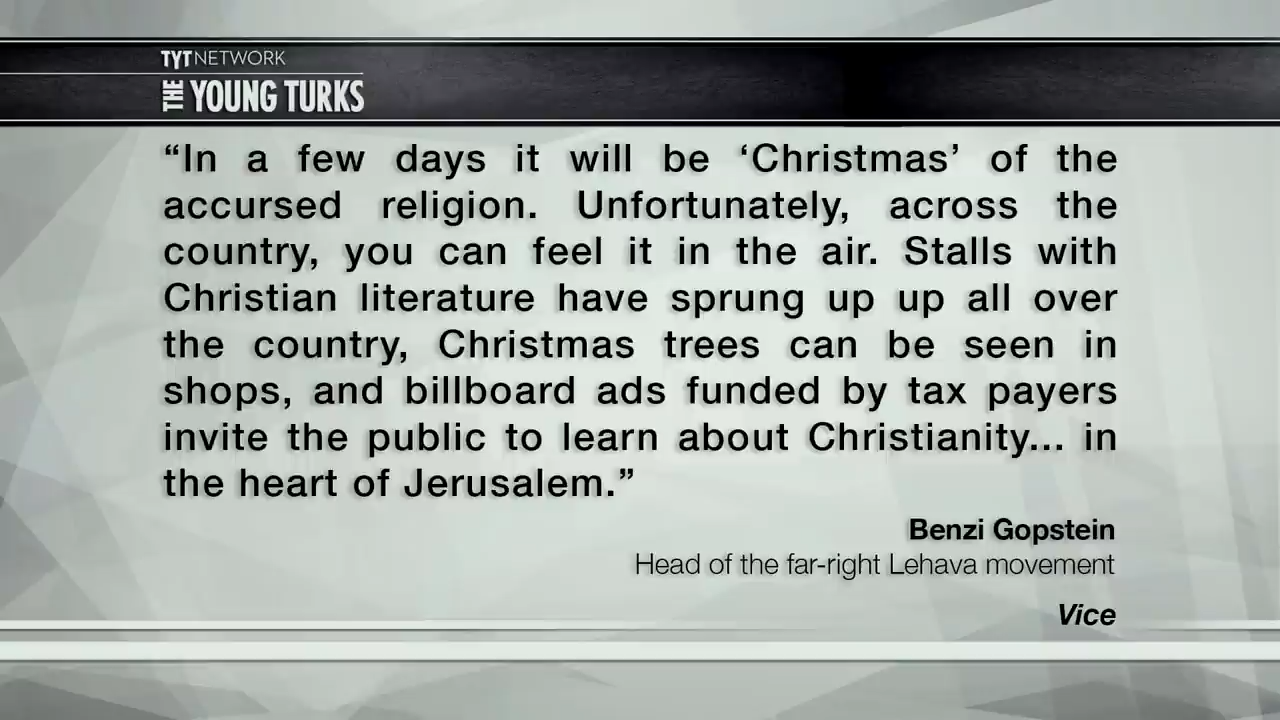 TYT NETWORK
THE YOUNG TURKS
“In a few days it will be ‘Christmas’ of the
accursed religion. Unfortunately, across the
country, you can feel it in the air. Stalls with
Christian literature have sprung up up all over
the country, Christmas trees can be seen in
shops, and billboard ads funded by tax payers
invite the public to learn about Christianity... in
the heart of Jerusalem.”
Benzi Gopstein
Head of the far-right Lehava movement
Vice